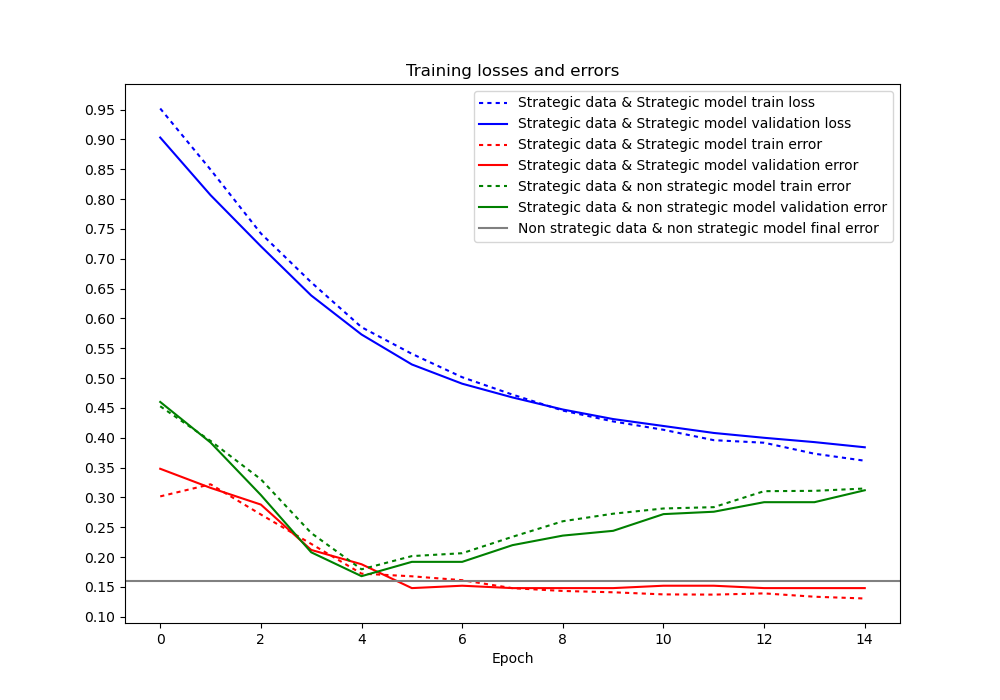 Training losses and errors
Strategic data & Strategic model train loss
Strategic data & Strategic model validation loss
Strategic data & Strategic model train error
Strategic data & Strategic model validation error
Strategic data & non strategic model train error
Strategic data & non strategic model validation error
Non strategic data & non strategic model final error
0.95
0.90
0.85
0.80
0.75
0.70
0.65
0.60
0.55
0.50
0.45
0.40
0.35
0.30
0.25
0.20
0.15
0.10
0 2 4 6 8 10 12 14
Epoch